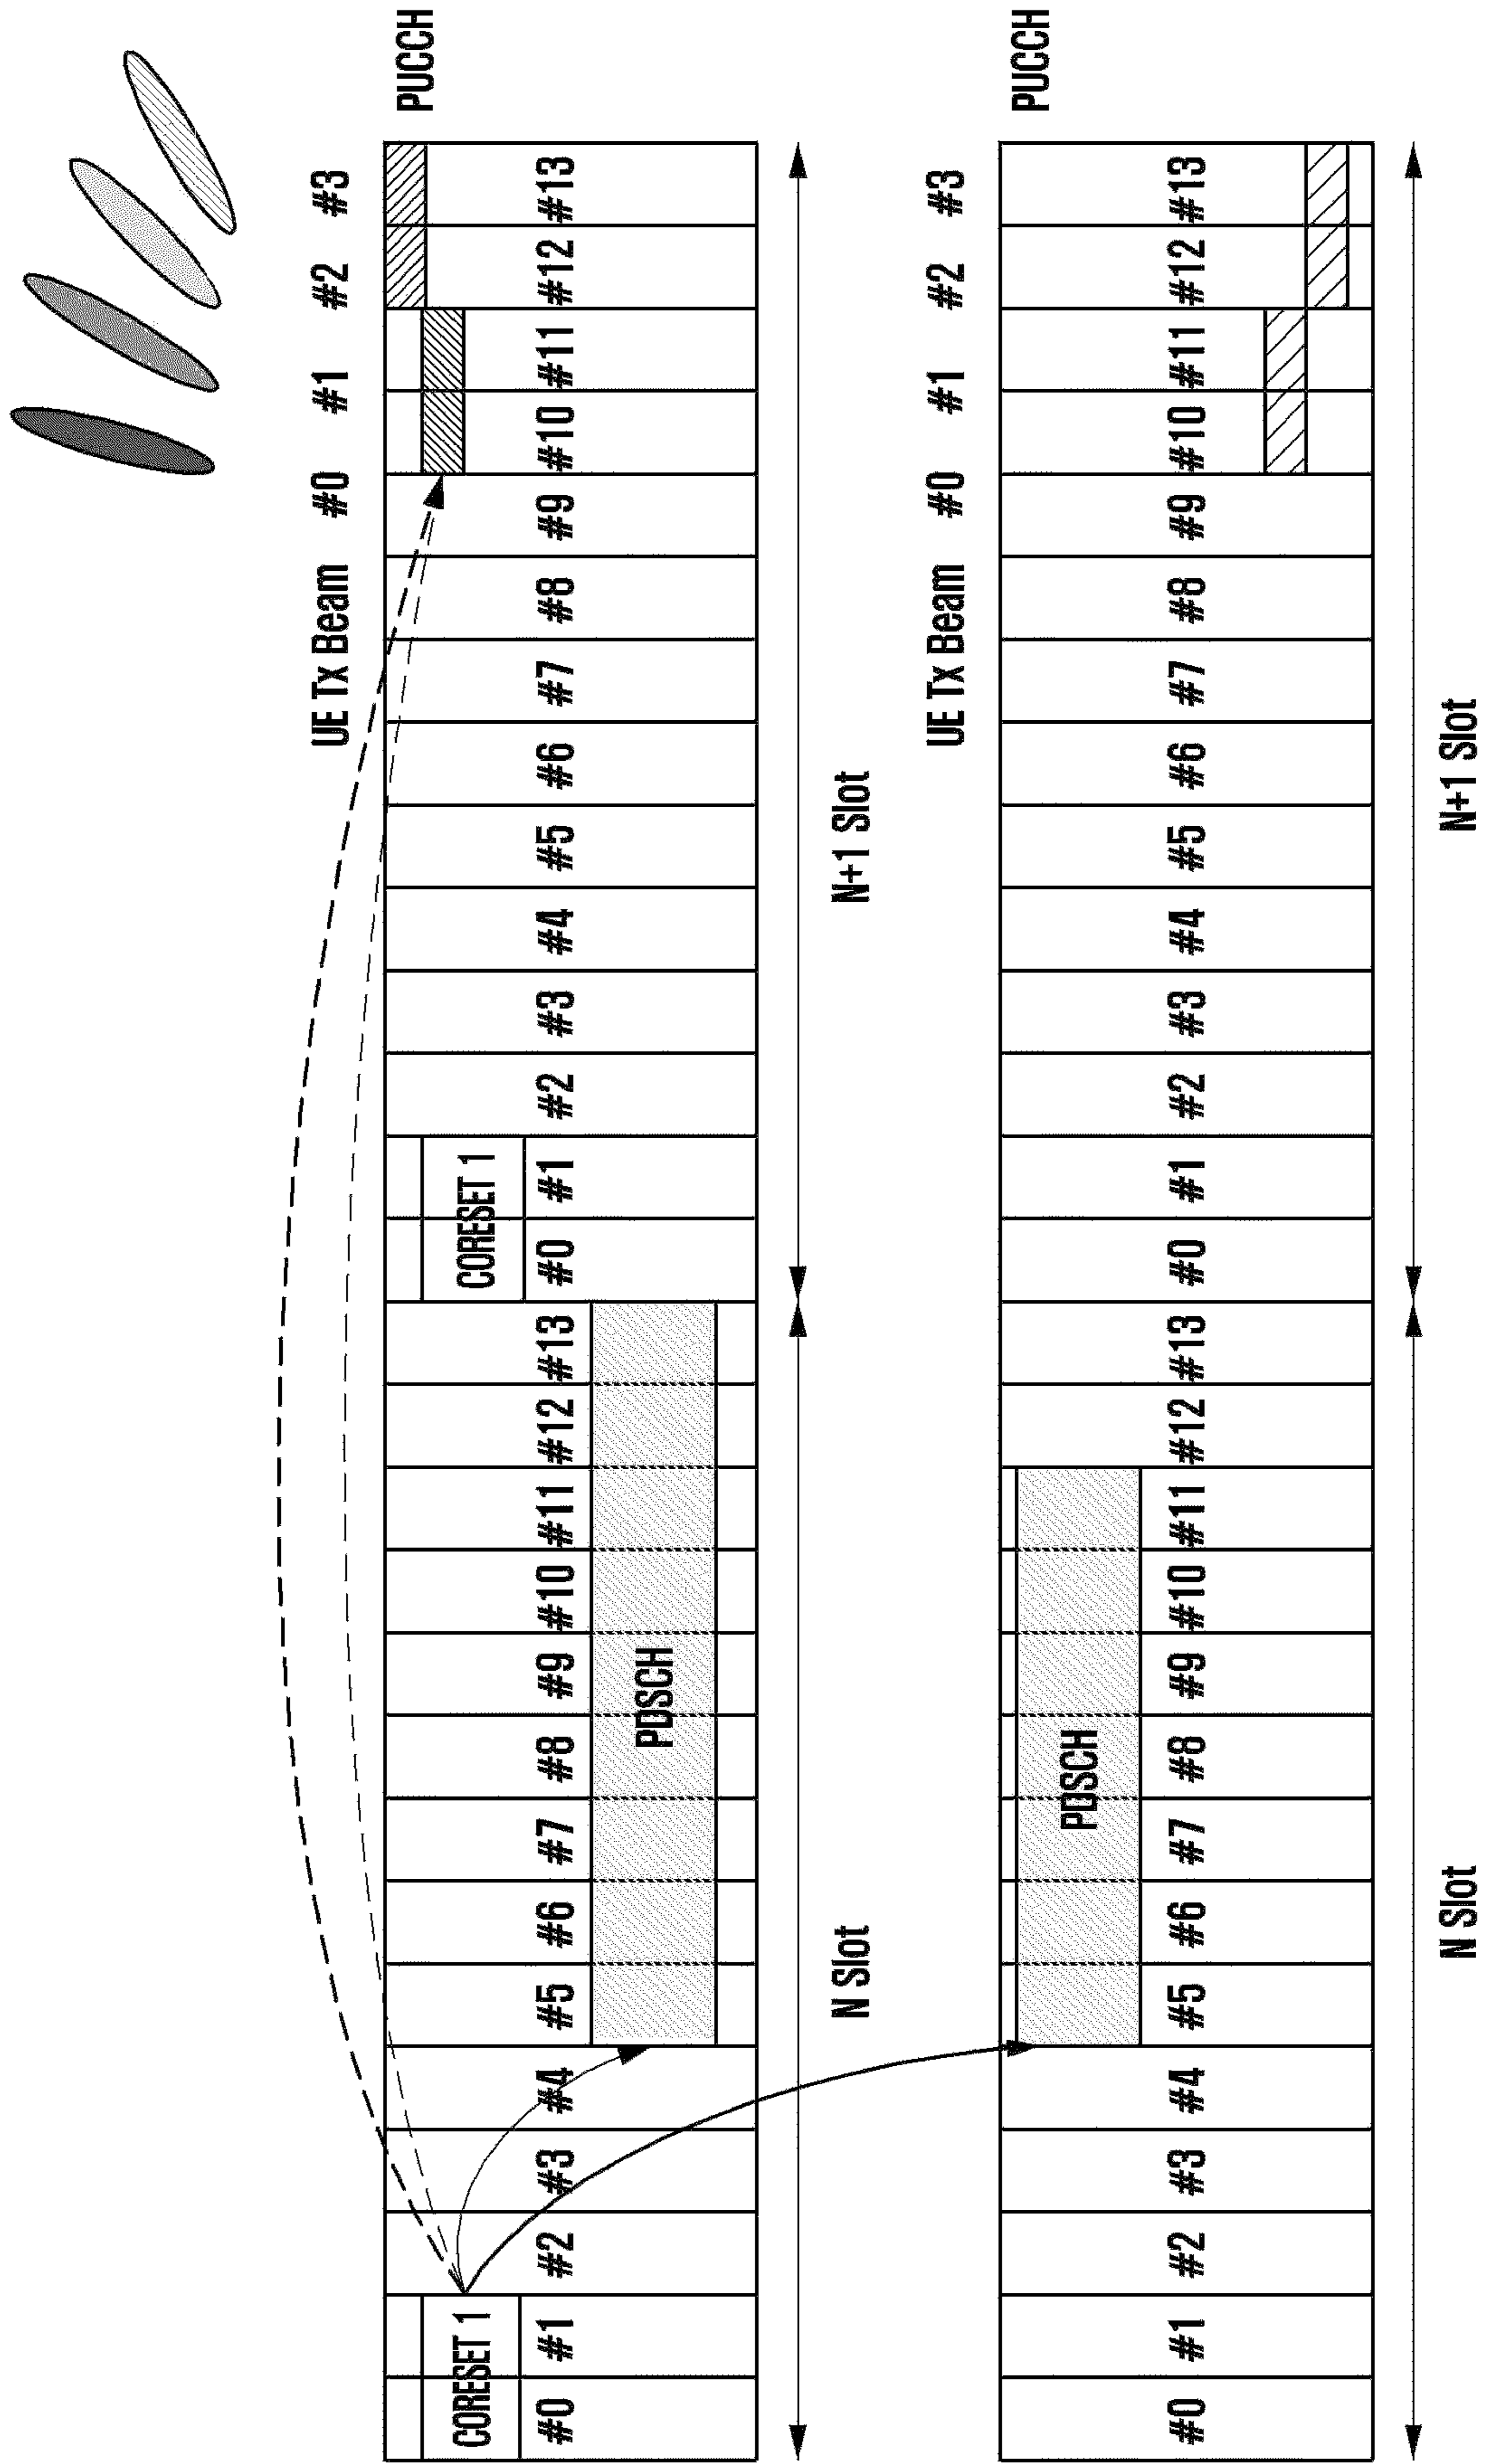 UE Tx Beam #0 #1 #2 #3
PUCCH
CORESET 1
CORESET 1
#0 #1 #2 #3 #4 #5 #6 #7 #8 #9 #10 #11 #12 #13 #0 #1 #2 #3 #4 #5 #6 #7 #8 #9 #10 #11 #12 #13
PDSCH
N Slot N+1 Slot
UE Tx Beam #0 #1 #2 #3
PUCCH
PDSCH
#0 #1 #2 #3 #4 #5 #6 #7 #8 #9 #10 #11 #12 #13 #0 #1 #2 #3 #4 #5 #6 #7 #8 #9 #10 #11 #12 #13
N Slot N+1 Slot